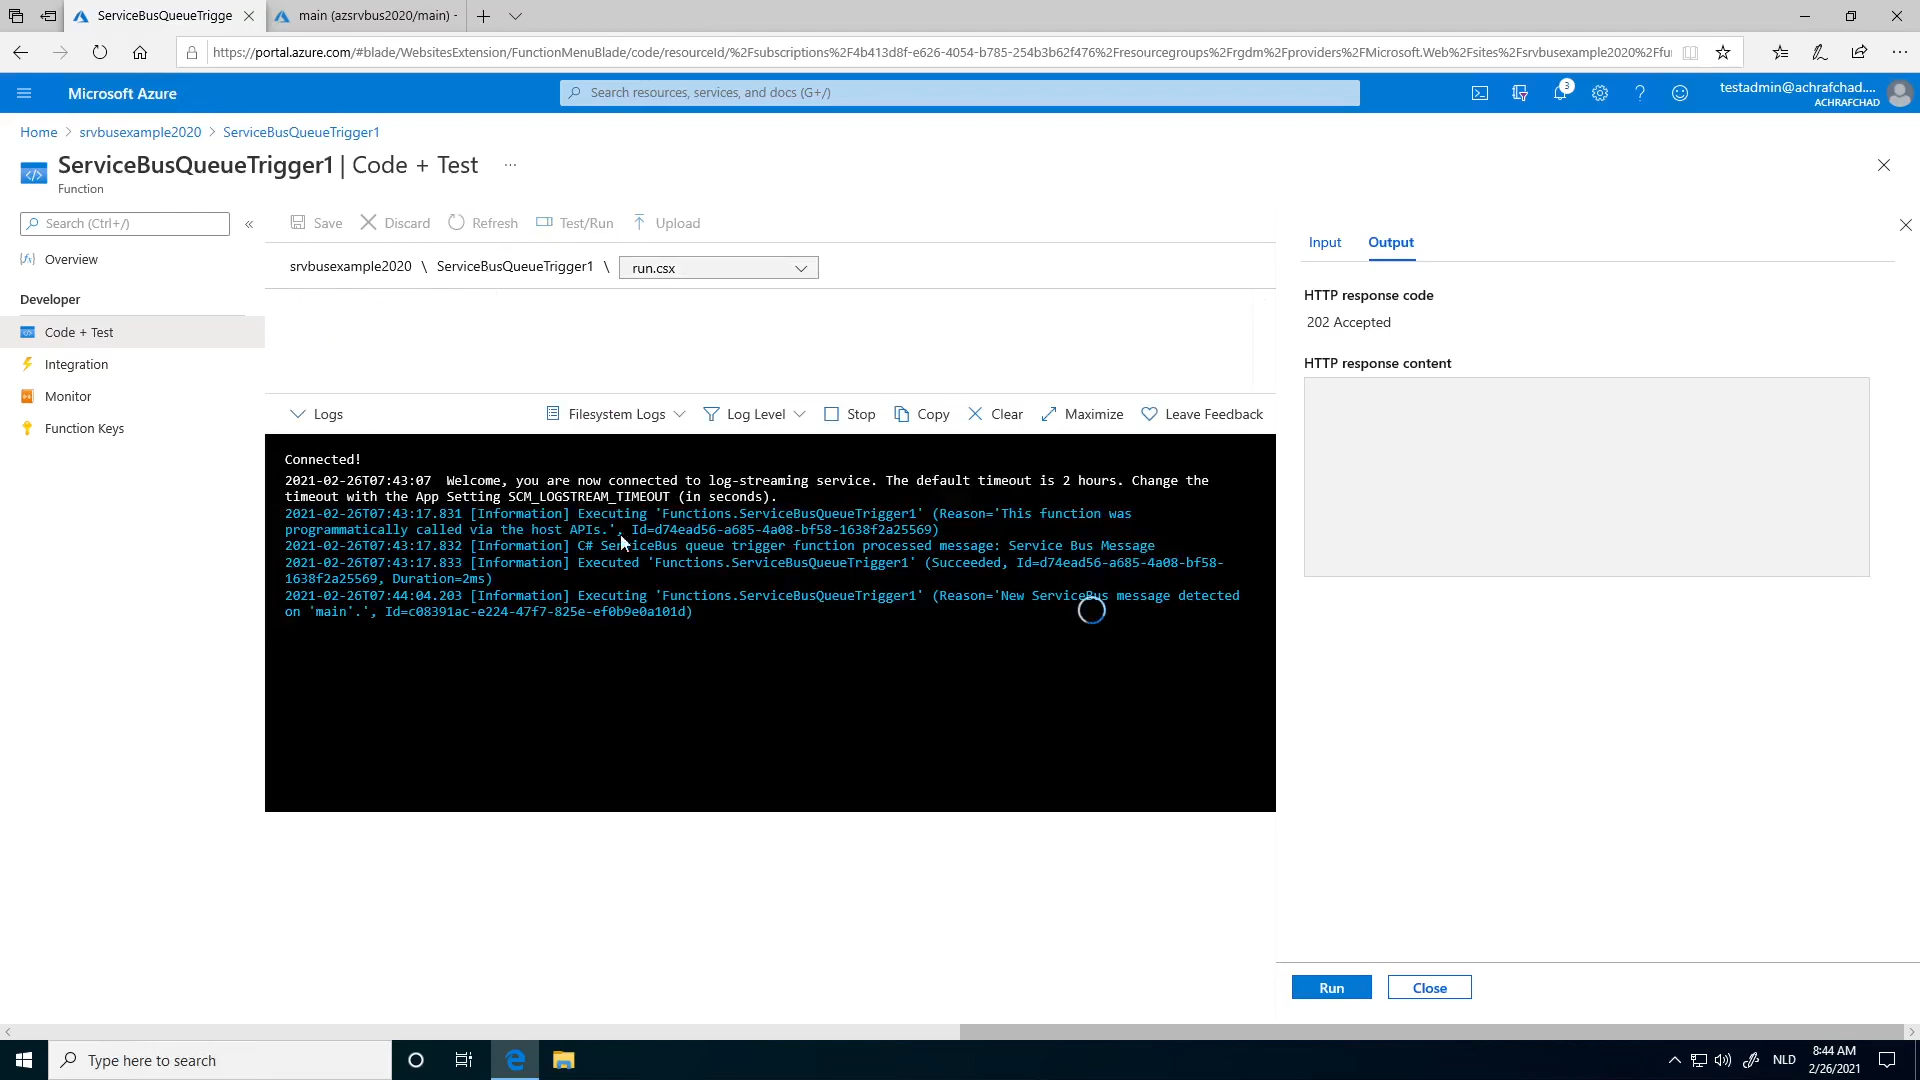 ServiceBusQueueTrigge
main (azsrvbus2020/main) -
https://portal.azure.com/#blade/WebsitesExtension/FunctionMenuBlade/code/resourceId/%2Fsubscriptions%2F4b413d8f-e626-4054-b785-254b3b62f476%2Fresourcegroups%2Frgdm%2Fproviders%2FMicrosoft.Web%2Fsites%2Fsrvbusexample2020%2Ffu
Microsoft Azure
Search resources, services, and docs (G+/)
3
testadmin@achrafchad....
ACHRAFCHAD
Home > srvbusexample2020 > ServiceBusQueueTrigger1
ServiceBusQueueTrigger1 | Code + Test ...
Function
Search (Ctrl+/)
«
Save
Discard
Refresh
Test/Run
Upload
Overview
Developer
Code + Test
Integration
Monitor
Function Keys
srvbusexample2020 \ ServiceBusQueueTrigger1 \ run.csx
Logs
Filesystem Logs
Log Level
Stop
Copy
Clear
Maximize
Leave Feedback
Connected!
2021-02-26T07:43:07  Welcome, you are now connected to log-streaming service. The default timeout is 2 hours. Change the
timeout with the App Setting SCM_LOGSTREAM_TIMEOUT (in seconds).
2021-02-26T07:43:17.831 [Information] Executing 'Functions.ServiceBusQueueTrigger1' (Reason='This function was
programmatically called via the host APIs.', Id=d74ead56-a685-4a08-bf58-1638f2a25569)
2021-02-26T07:43:17.832 [Information] C# ServiceBus queue trigger function processed message: Service Bus Message
2021-02-26T07:43:17.833 [Information] Executed 'Functions.ServiceBusQueueTrigger1' (Succeeded, Id=d74ead56-a685-4a08-bf58-
1638f2a25569, Duration=2ms)
2021-02-26T07:44:04.203 [Information] Executing 'Functions.ServiceBusQueueTrigger1' (Reason='New ServiceBus message detected
on 'main'.', Id=c08391ac-e224-47f7-825e-ef0b9e0a101d)
Input
Output
HTTP response code
202 Accepted
HTTP response content
Run
Close
Type here to search
NLD
8:44 AM
2/26/2021